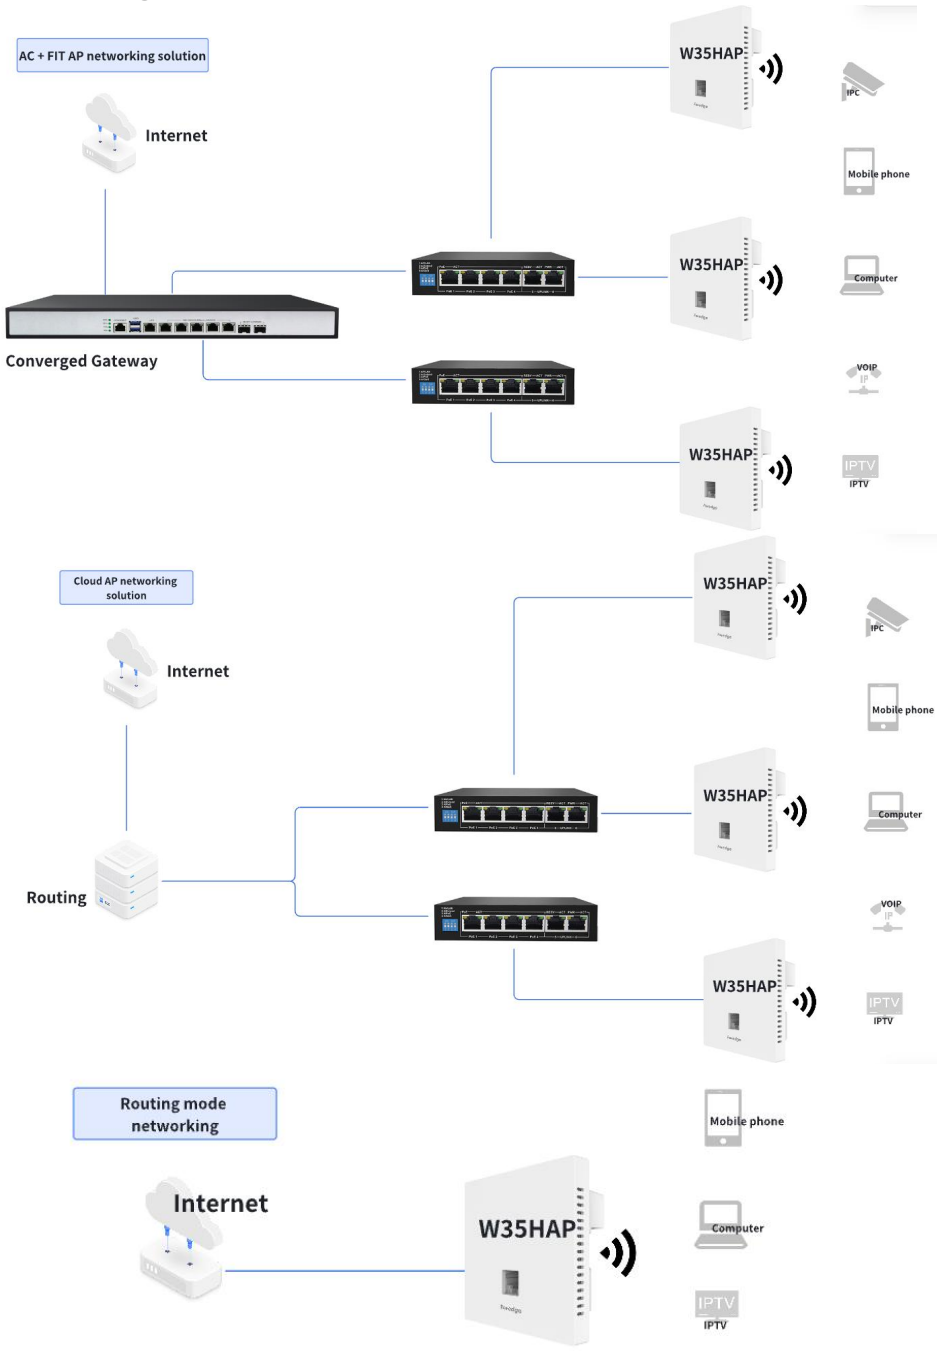 AC + FIT AP networking solution
Internet
Converged Gateway
W35HAP
W35HAP
W35HAP
IPC
Mobile phone
Computer
VOIP
IP
IPTV
IPTV
Cloud AP networking
solution
Internet
Routing
W35HAP
W35HAP
W35HAP
IPC
Mobile phone
Computer
VOIP
IP
IPTV
IPTV
Routing mode
networking
Internet
W35HAP
Mobile phone
Computer
IPTV
IPTV